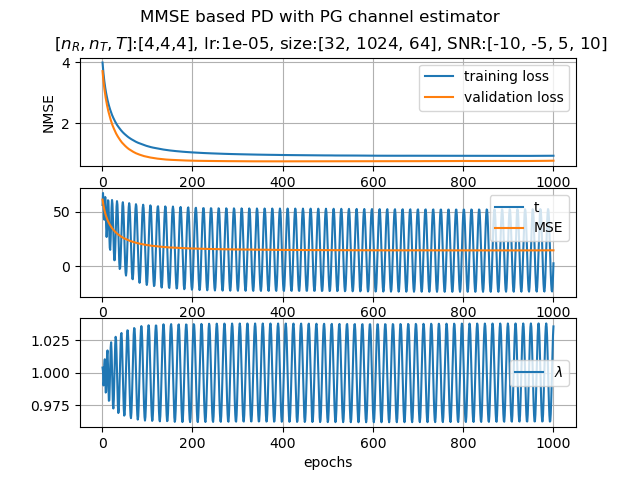 MMSE based PD with PG channel estimator
[n_R, n_T, T]:[4,4,4], lr:1e-05, size:[32, 1024, 64], SNR:[-10, -5, 5, 10]
4
2
NMSE
training loss
validation loss
0 200 400 600 800 1000
50
0
t
MSE
0 200 400 600 800 1000
1.025
1.000
0.975
λ
0 200 400 600 800 1000
epochs